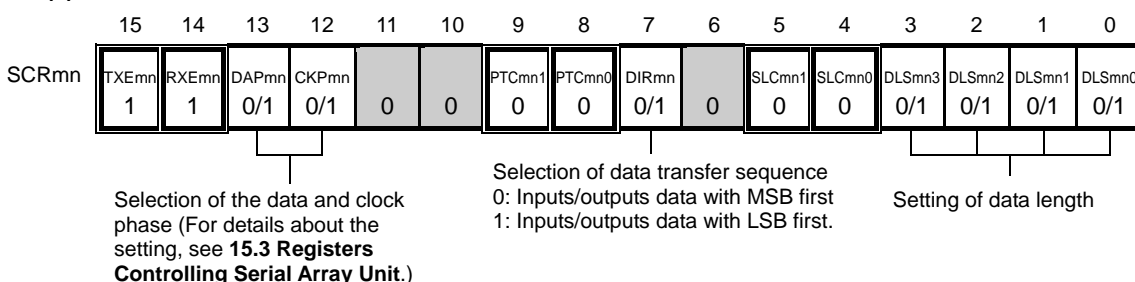 15 14 13 12 11 10 9 8 7 6 5 4 3 2 1 0
SCRmn TXEmn RXEmn DAPmn CKPmn PTCmn1 PTCmn0 DIRmn SLCmn1 SLCmn0 DLSmn3 DLSmn2 DLSmn1 DLSmn0
1 1 0/1 0/1 0 0 0 0 0/1 0 0 0 0/1 0/1 0/1 0/1
Selection of the data and clock
phase (For details about the
setting, see 15.3 Registers
Controlling Serial Array Unit.)
Selection of data transfer sequence
0: Inputs/outputs data with MSB first
1: Inputs/outputs data with LSB first.
Setting of data length